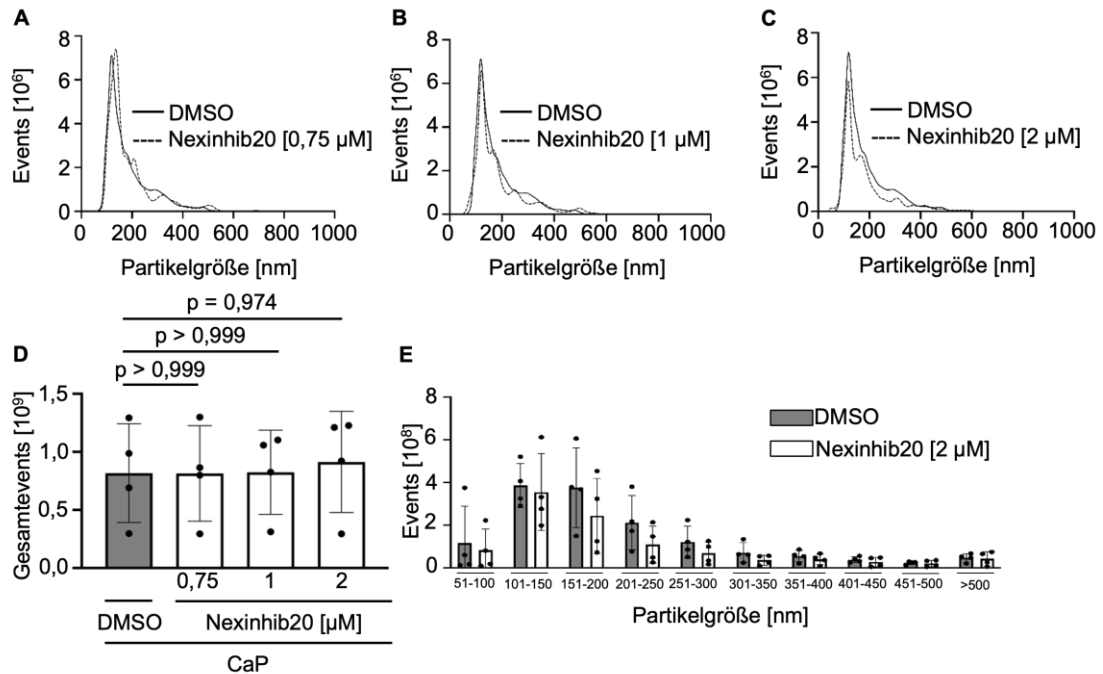 A
8
6
4
2
0
Events [10⁶]
DMSO
Nexinhib20 [0,75 µM]
0 200 400 600 800 1000
Partikelgröße [nm]
B
8
6
4
2
0
Events [10⁶]
DMSO
Nexinhib20 [1 µM]
0 200 400 600 800 1000
Partikelgröße [nm]
C
8
6
4
2
0
Events [10⁶]
DMSO
Nexinhib20 [2 µM]
0 200 400 600 800 1000
Partikelgröße [nm]
D
p = 0,974
p > 0,999
p > 0,999
1,5
1,0
0,5
0,0
Gesamtevents [10⁹]
0,75 1 2
DMSO Nexinhib20 [µM]
CaP
E
8
6
4
2
0
Events [10⁸]
DMSO
Nexinhib20 [2 µM]
51-100 101-150 151-200 201-250 251-300 301-350 351-400 401-450 451-500 >500
Partikelgröße [nm]